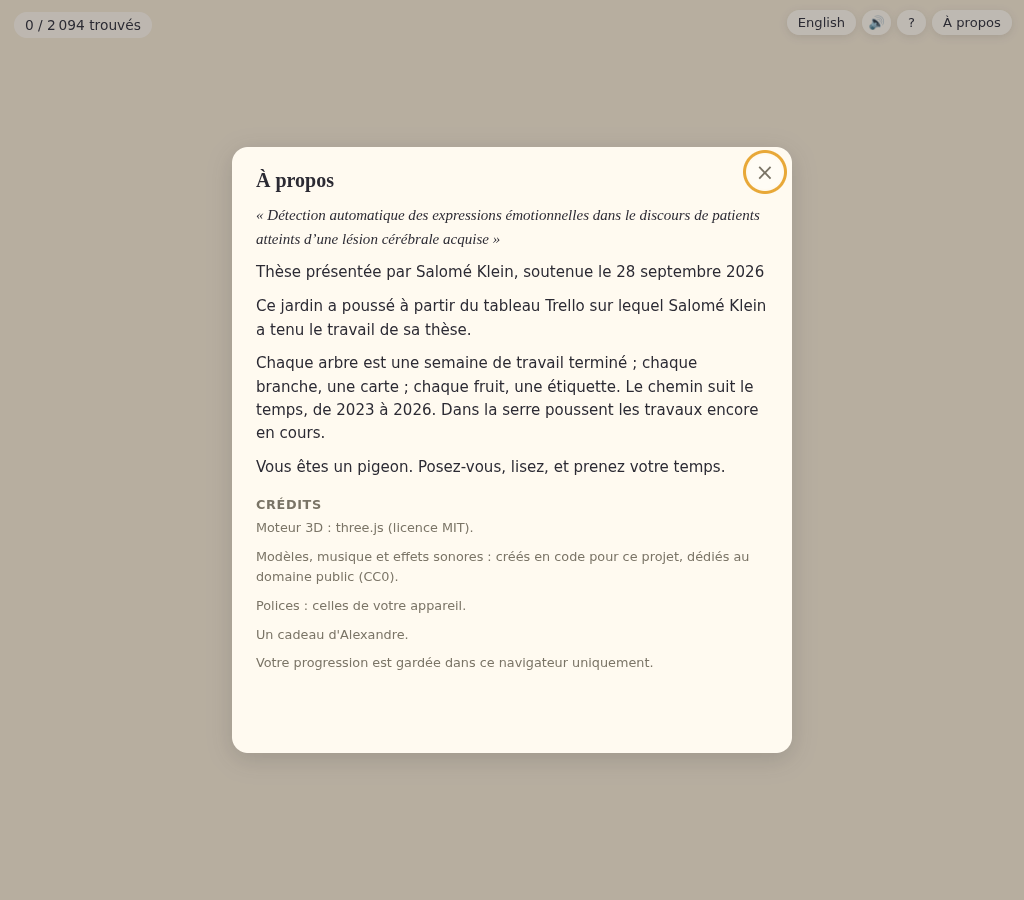 0 / 2 094 trouvés
English
?
À propos
À propos
×
« Détection automatique des expressions émotionnelles dans le discours de patients
atteints d’une lésion cérébrale acquise »
Thèse présentée par Salomé Klein, soutenue le 28 septembre 2026
Ce jardin a poussé à partir du tableau Trello sur lequel Salomé Klein
a tenu le travail de sa thèse.
Chaque arbre est une semaine de travail terminé ; chaque
branche, une carte ; chaque fruit, une étiquette. Le chemin suit le
temps, de 2023 à 2026. Dans la serre poussent les travaux encore
en cours.
Vous êtes un pigeon. Posez-vous, lisez, et prenez votre temps.
CRÉDITS
Moteur 3D : three.js (licence MIT).
Modèles, musique et effets sonores : créés en code pour ce projet, dédiés au
domaine public (CC0).
Polices : celles de votre appareil.
Un cadeau d'Alexandre.
Votre progression est gardée dans ce navigateur uniquement.